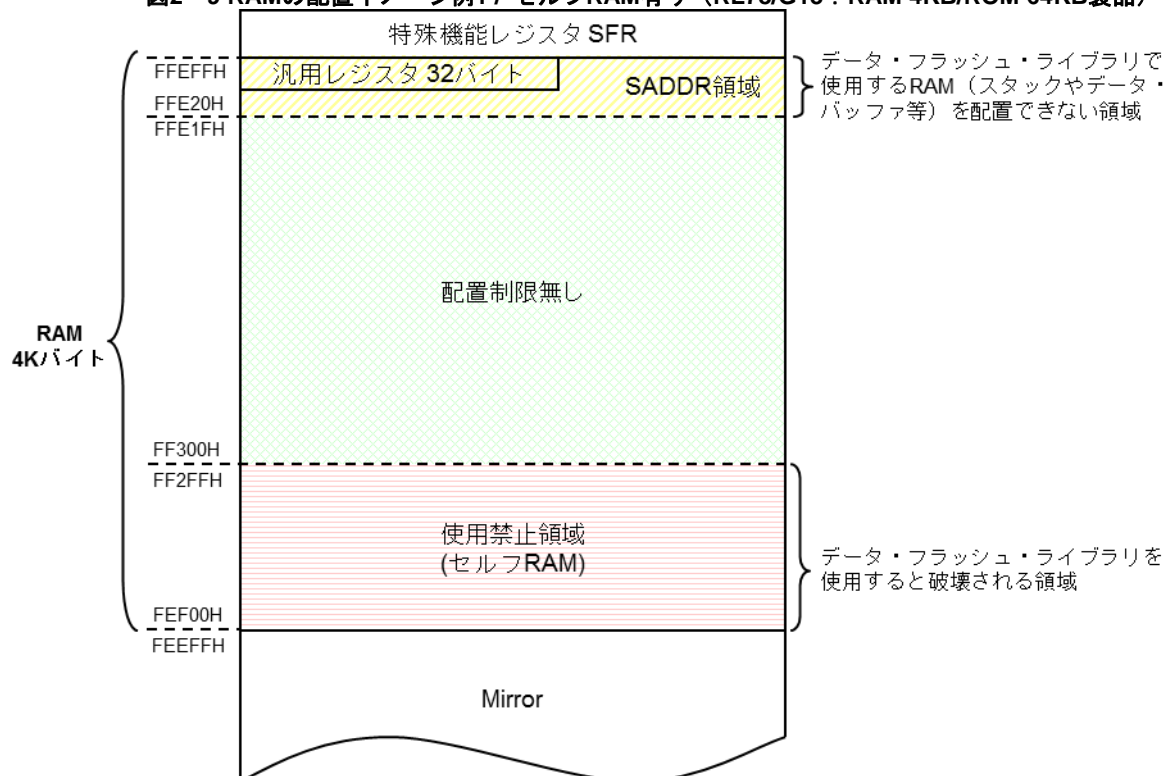 特殊機能レジスタ SFR
FFEFFH
汎用レジスタ 32バイト
SADDR領域
FFE20H
FFE1FH
データ・フラッシュ・ライブラリで
使用するRAM（スタックやデータ・
バッファ等）を配置できない領域
配置制限無し
RAM
4Kバイト
FF300H
FF2FFH
使用禁止領域
(セルフRAM)
データ・フラッシュ・ライブラリを
使用すると破壊される領域
FEF00H
FEEFFH
Mirror